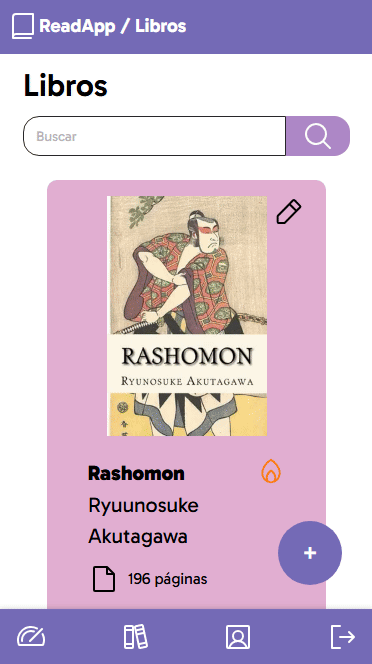 ReadApp / Libros
Libros
Buscar
RASHOMON
RYUNOSUKE AKUTAGAWA
Rashomon
Ryuunosuke
Akutagawa
196 páginas
+